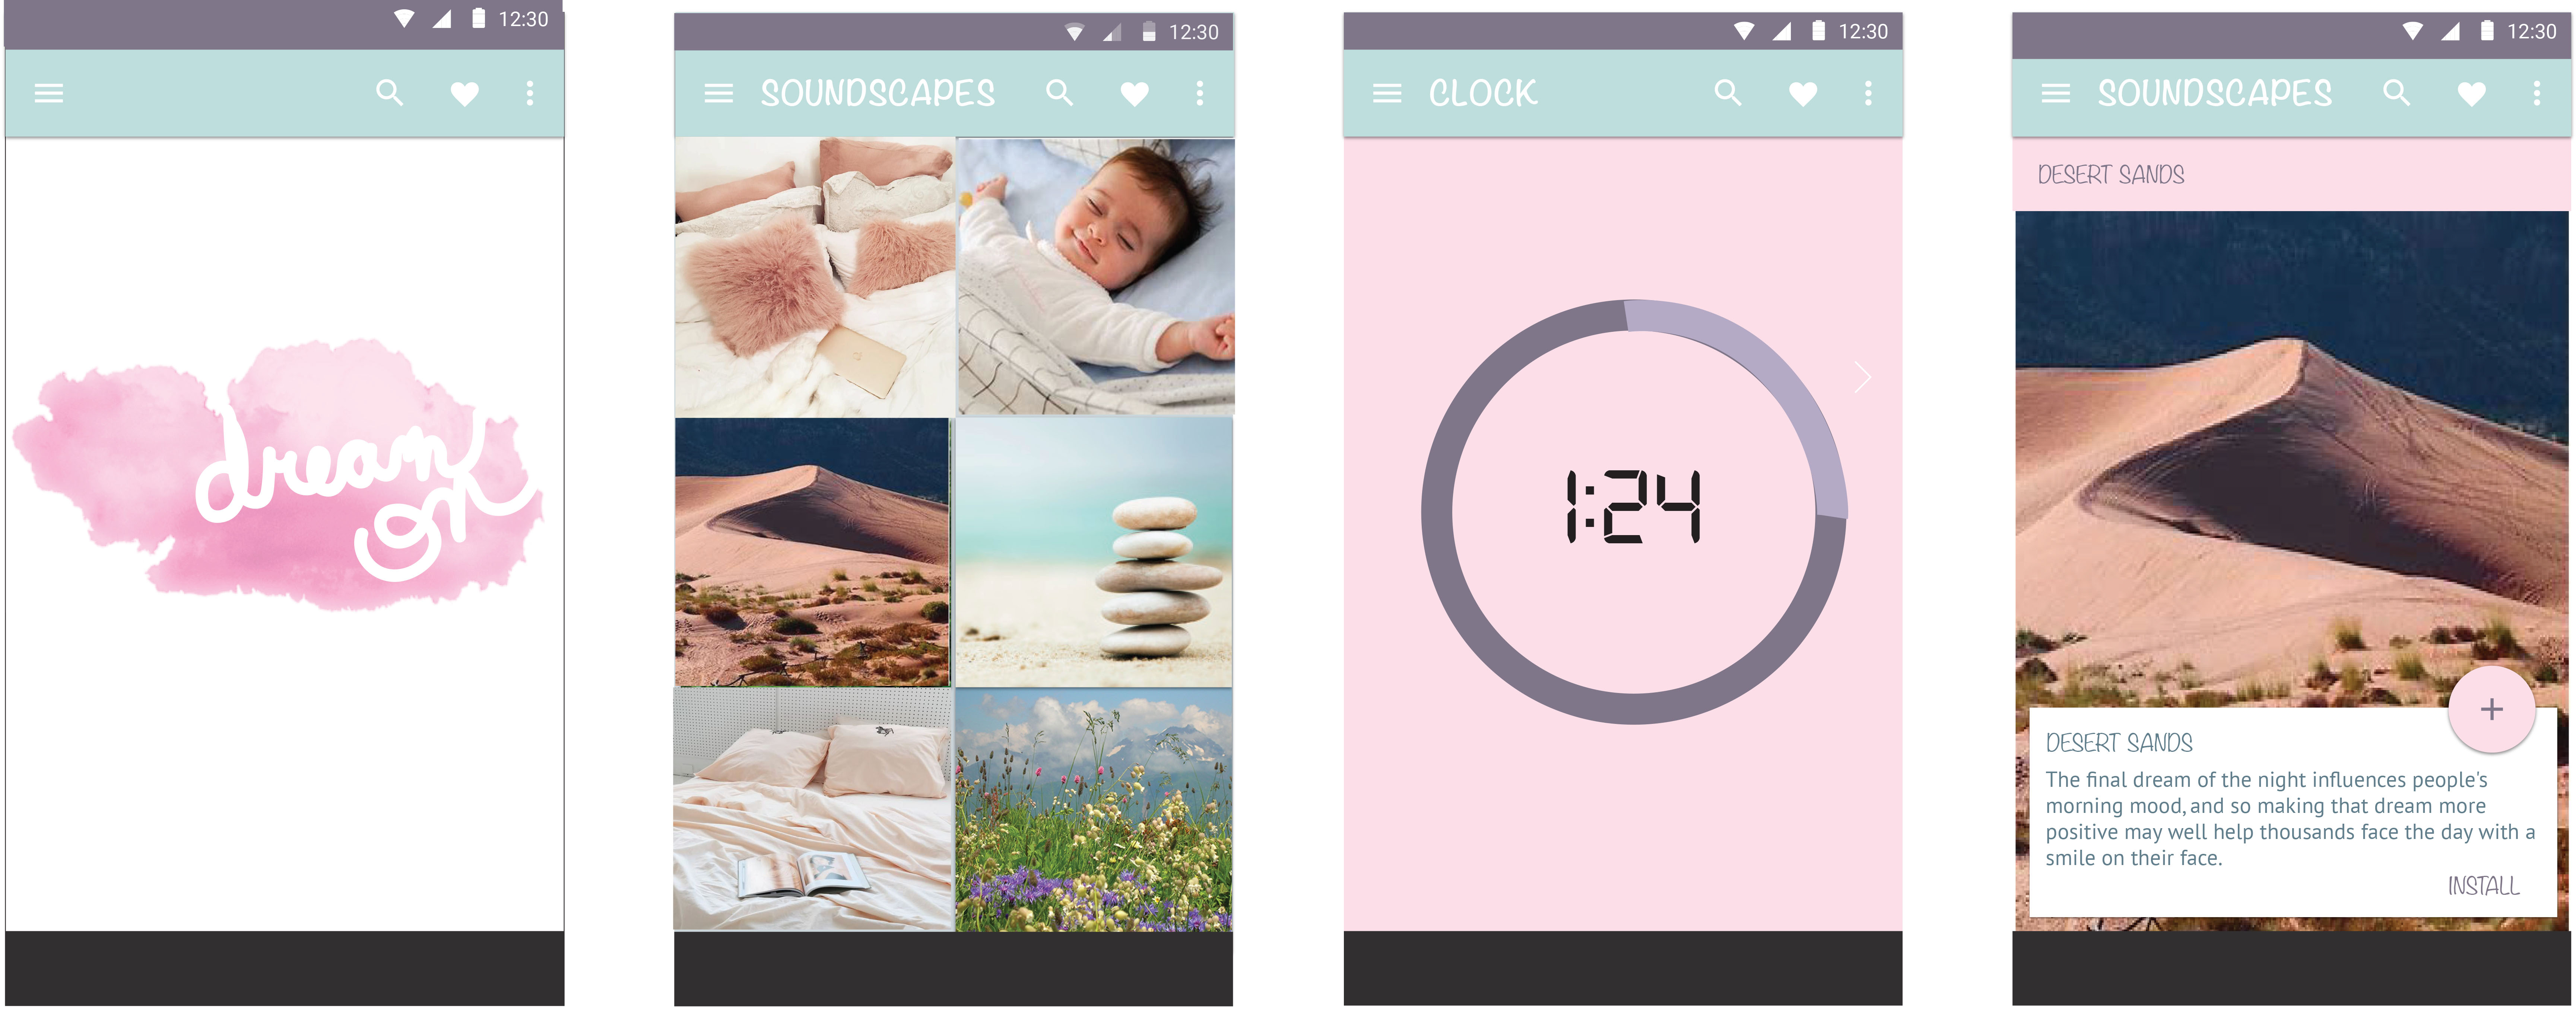 12:30
dream
on
12:30
SOUNDSCAPES
12:30
CLOCK
1:24
12:30
SOUNDSCAPES
DESERT SANDS
DESERT SANDS
The final dream of the night influences people's
morning mood, and so making that dream more
positive may well help thousands face the day with a
smile on their face.
INSTALL